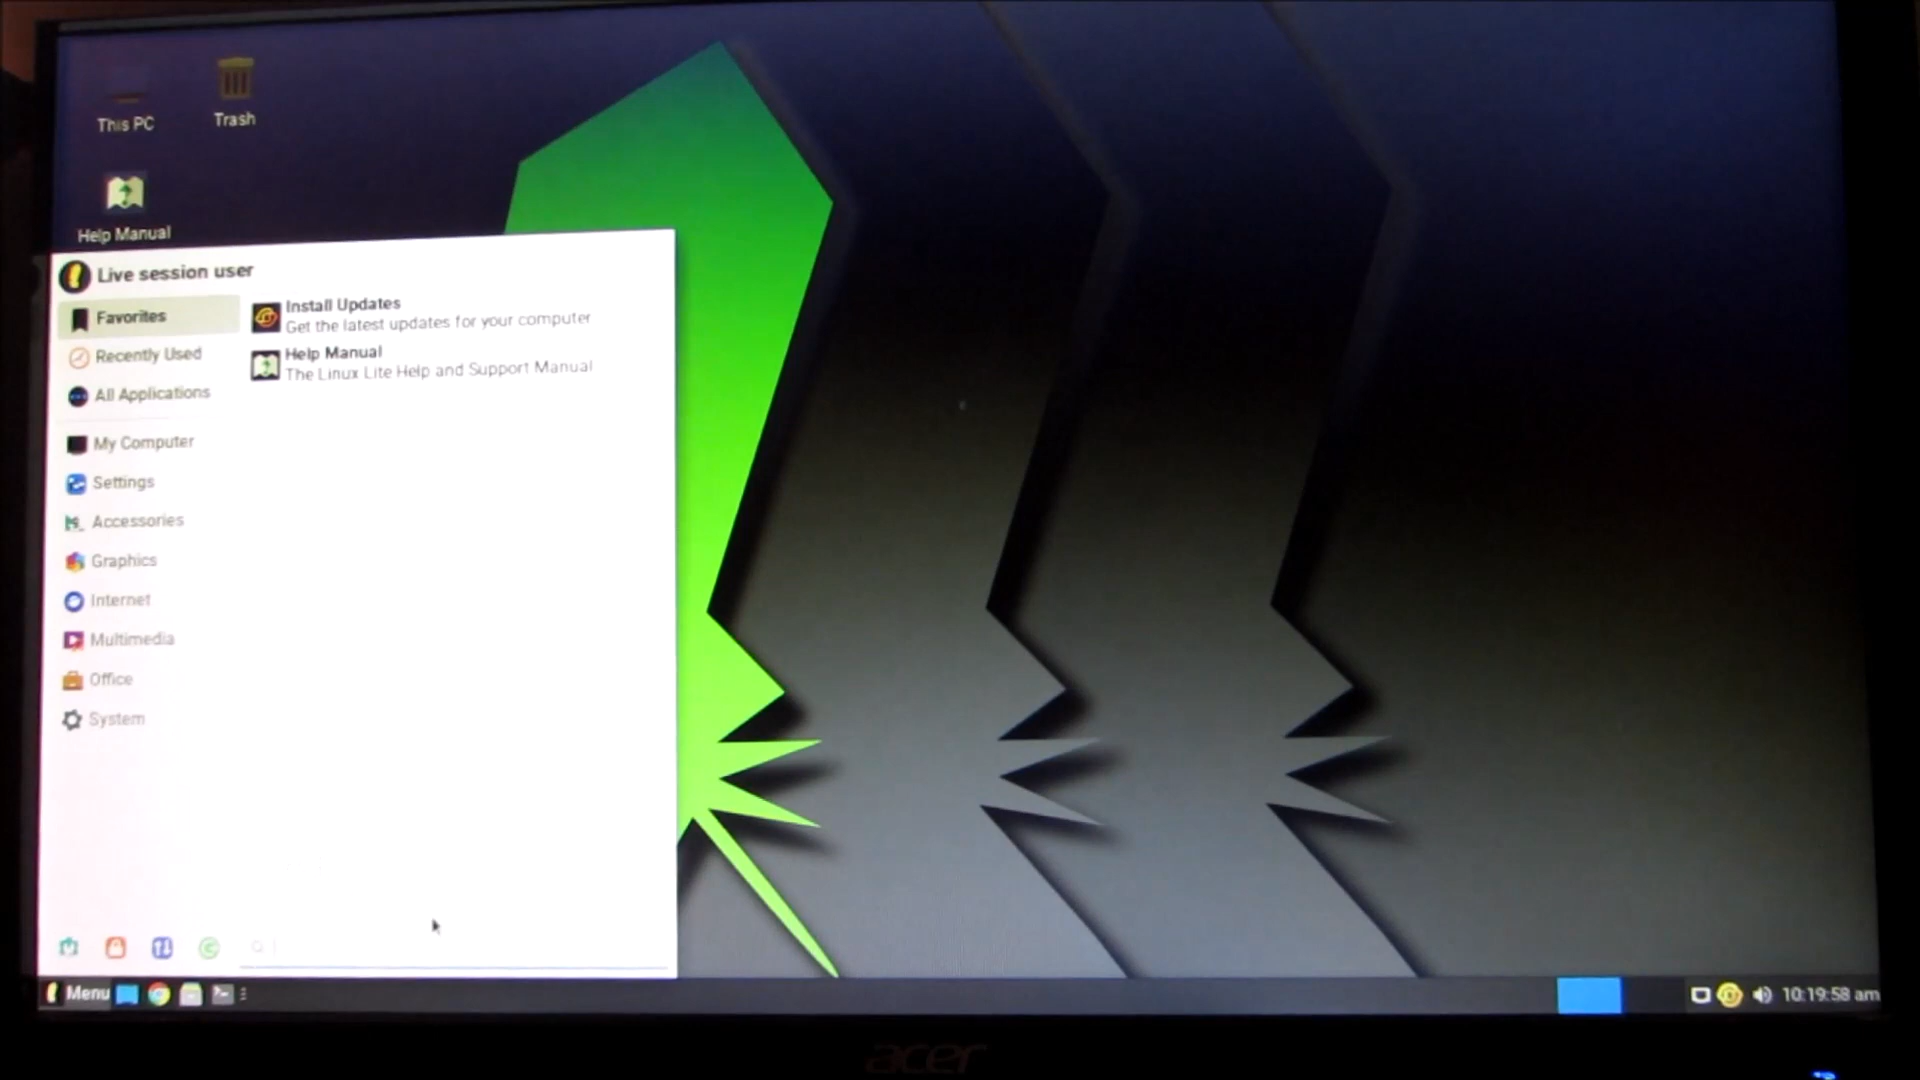 This PC
Trash
Help Manual
Live session user
Favorites
Recently Used
All Applications
My Computer
Settings
Accessories
Graphics
Internet
Multimedia
Office
System
Install Updates
Get the latest updates for your computer
Help Manual
The Linux Lite Help and Support Manual
Menu
10:19:58 am
acer